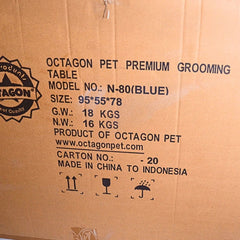 OCTAGON PET PREMIUM GROOMING
TABLE
MODEL NO.: N-80(BLUE)
SIZE: 95*55*78
G.W.: 18 KGS
N.W.: 16 KGS
PRODUCT OF OCTAGON PET
www.octagonpet.com
CARTON NO.: - 20
MADE IN CHINA TO INDONESIA